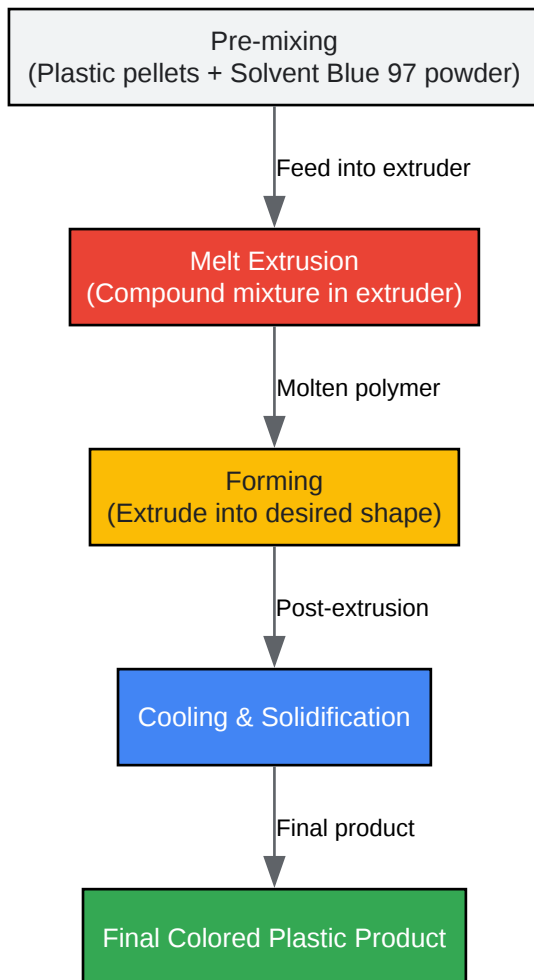 Pre-mixing
(Plastic pellets + Solvent Blue 97 powder)
Feed into extruder
Melt Extrusion
(Compound mixture in extruder)
Molten polymer
Forming
(Extrude into desired shape)
Post-extrusion
Cooling & Solidification
Final product
Final Colored Plastic Product